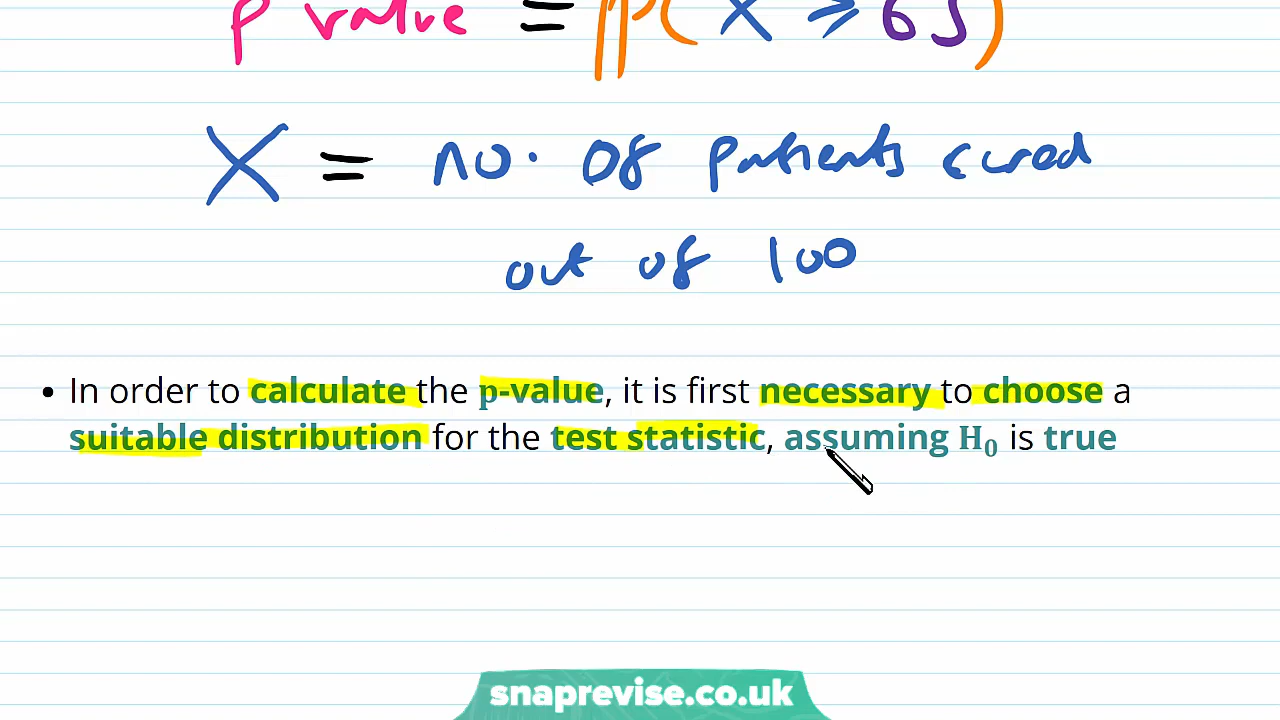 p value = P(X ≥ 65)
X = no. of patients cured
out of 100
• In order to calculate the p-value, it is first necessary to choose a
suitable distribution for the test statistic, assuming H₀ is true
snaprevise.co.uk